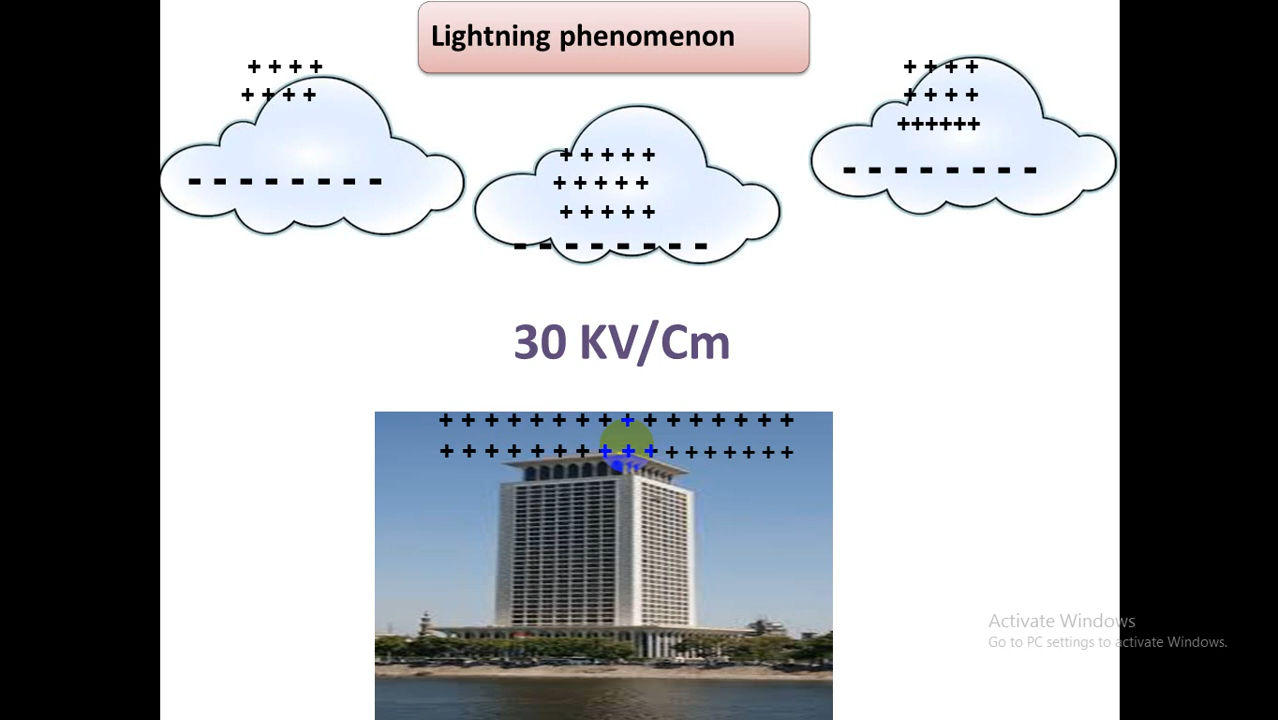 Lightning phenomenon
+ + + +
+ + + +
- - - - - - - -
+ + + + +
+ + + + +
+ + + + +
- - - - - - - -
+ + + +
+ + + +
++++++
- - - - - - - -
30 KV/Cm
+ + + + + + + + + + + + + + + +
+ + + + + + + + + + + + + + + +
Activate Windows
Go to PC settings to activate Windows.